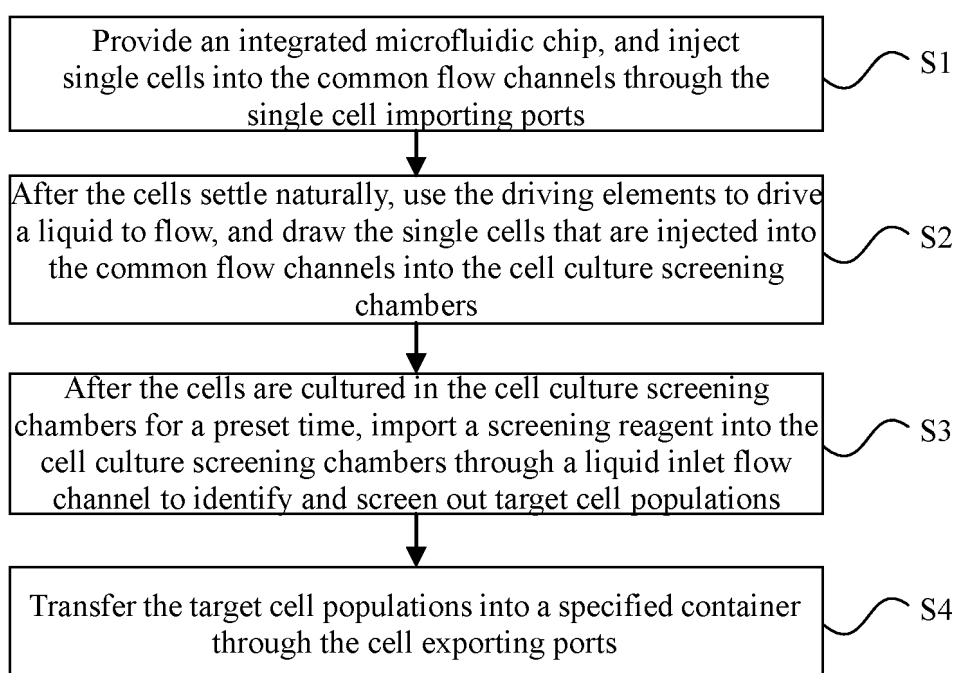 Provide an integrated microfluidic chip, and inject
single cells into the common flow channels through the
single cell importing ports
S1
After the cells settle naturally, use the driving elements to drive
a liquid to flow, and draw the single cells that are injected into
the common flow channels into the cell culture screening
chambers
S2
After the cells are cultured in the cell culture screening
chambers for a preset time, import a screening reagent into the
cell culture screening chambers through a liquid inlet flow
channel to identify and screen out target cell populations
S3
Transfer the target cell populations into a specified container
through the cell exporting ports
S4